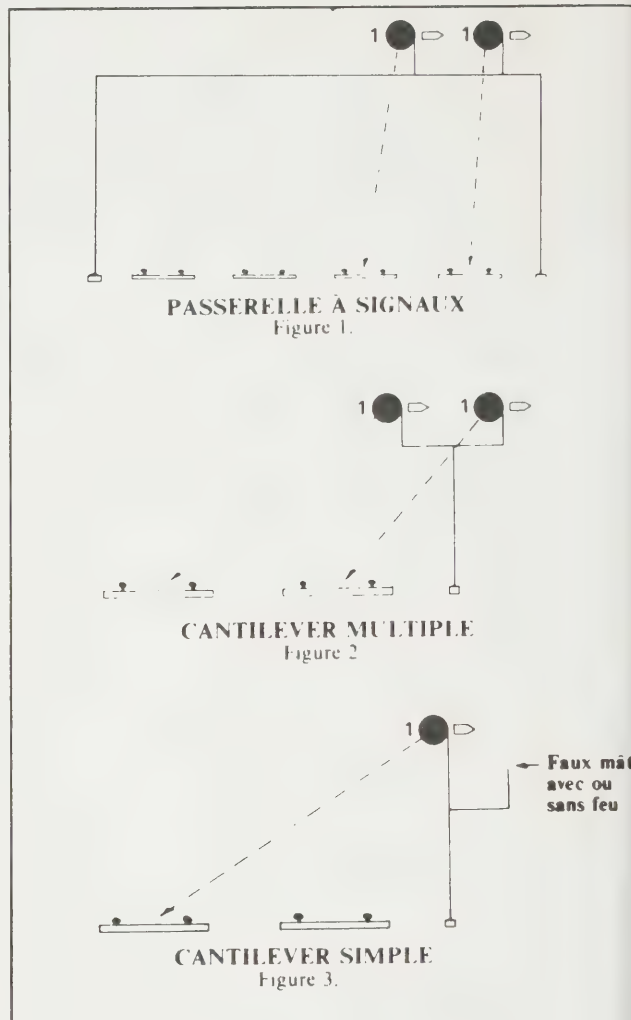 1 1
PASSERELLE À SIGNAUX
Figure 1.
1 1
CANTILEVER MULTIPLE
Figure 2
1
Faux mât
avec ou
sans feu
CANTILEVER SIMPLE
Figure 3.